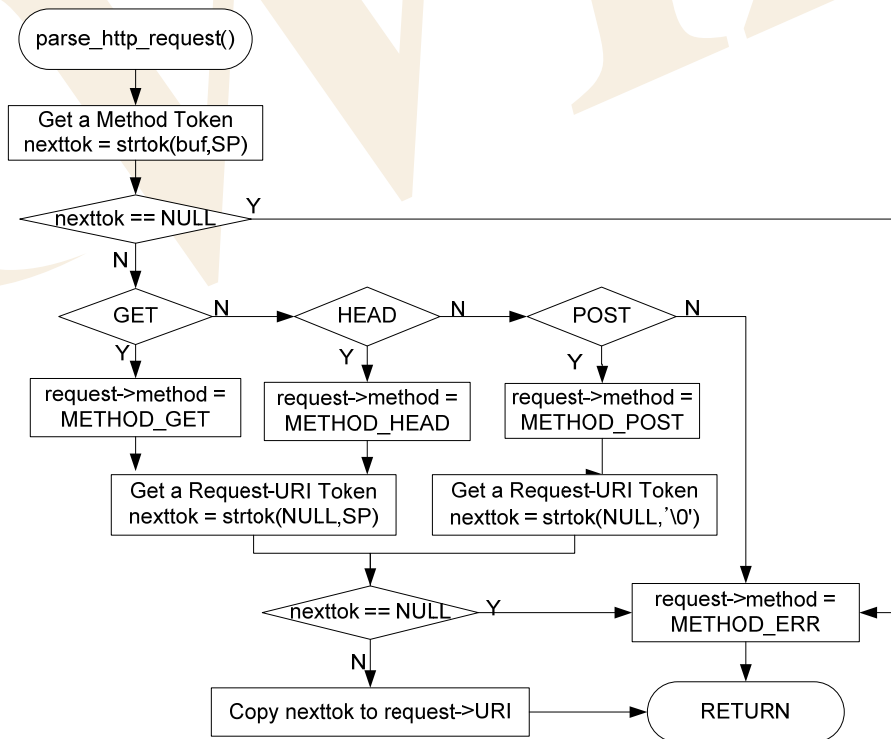 parse_http_request()
Get a Method Token
nexttok = strtok(buf,SP)
nexttok == NULL
Y
N
GET
N
HEAD
N
POST
N
Y
Y
Y
request->method =
METHOD_GET
request->method =
METHOD_HEAD
request->method =
METHOD_POST
Get a Request-URI Token
nexttok = strtok(NULL,SP)
Get a Request-URI Token
nexttok = strtok(NULL,'\0')
nexttok == NULL
Y
request->method =
METHOD_ERR
N
Copy nexttok to request->URI
RETURN